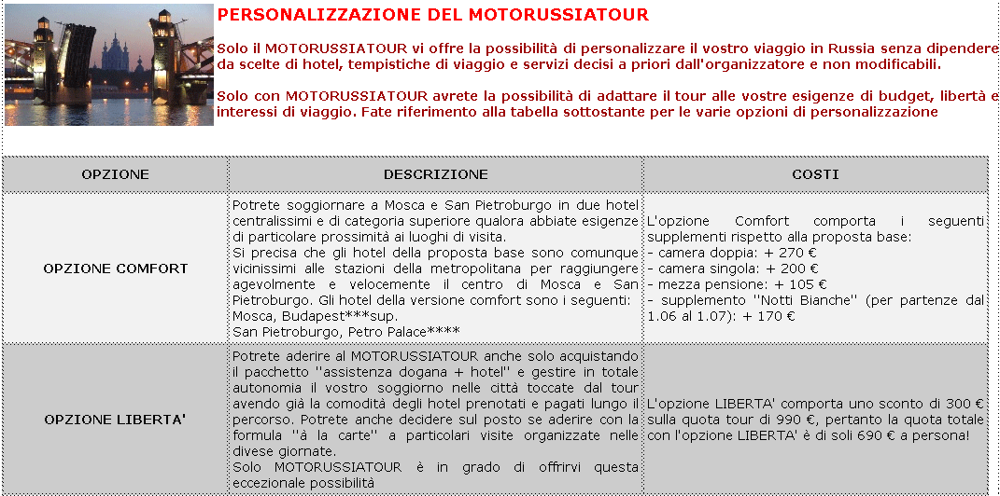 PERSONALIZZAZIONE DEL MOTORUSSIATOUR
Solo il MOTORUSSIATOUR vi offre la possibilità di personalizzare il vostro viaggio in Russia senza dipendere
da scelte di hotel, tempistiche di viaggio e servizi decisi a priori dall'organizzatore e non modificabili.
Solo con MOTORUSSIATOUR avrete la possibilità di adattare il tour alle vostre esigenze di budget, libertà e
interessi di viaggio. Fate riferimento alla tabella sottostante per le varie opzioni di personalizzazione
OPZIONE
DESCRIZIONE
COSTI
OPZIONE COMFORT
Potrete soggiornare a Mosca e San Pietroburgo in due hotel
centralissimi e di categoria superiore qualora abbiate esigenze
di particolare prossimità ai luoghi di visita.
Si precisa che gli hotel della proposta base sono comunque
vicinissimi alle stazioni della metropolitana per raggiungere
agevolmente e velocemente il centro di Mosca e San
Pietroburgo. Gli hotel della versione comfort sono i seguenti:
Mosca, Budapest***sup.
San Pietroburgo, Petro Palace****
L'opzione Comfort comporta i seguenti
supplementi rispetto alla proposta base:
- camera doppia: + 270 €
- camera singola: + 200 €
- mezza pensione: + 105 €
- supplemento "Notti Bianche" (per partenze dal
1.06 al 1.07): + 170 €
OPZIONE LIBERTA'
Potrete aderire al MOTORUSSIATOUR anche solo acquistando
il pacchetto "assistenza dogana + hotel" e gestire in totale
autonomia il vostro soggiorno nelle città toccate dal tour
avendo già la comodità degli hotel prenotati e pagati lungo il
percorso. Potrete anche decidere sul posto se aderire con la
formula "à la carte" a particolari visite organizzate nelle
divese giornate.
Solo MOTORUSSIATOUR è in grado di offrirvi questa
eccezionale possibilità
L'opzione LIBERTA' comporta uno sconto di 300 €
sulla quota tour di 990 €, pertanto la quota totale
con l'opzione LIBERTA' è di soli 690 € a persona!